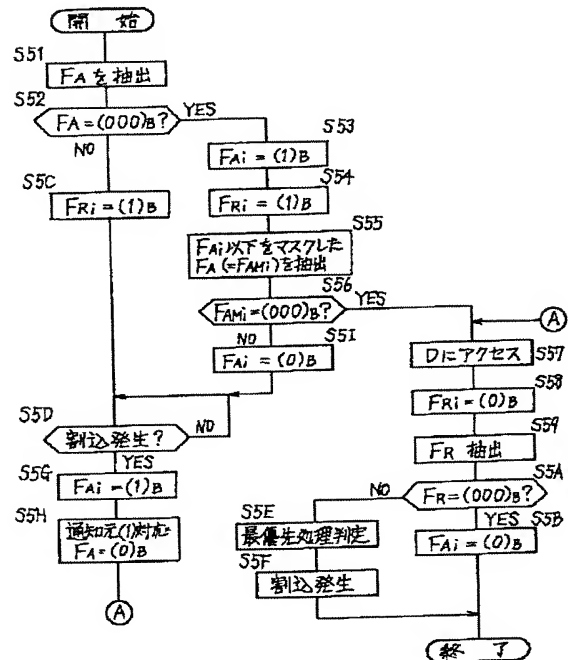 開始
S51
FAを抽出
S52
FA=(000)B?
YES
NO
S53
FAi=(1)B
S54
FRi=(1)B
S5C
FRi=(1)B
S55
FAi以下をマスクした
FA(=FAMi)を抽出
S56
FAMi=(000)B?
YES
NO
S5I
FAi=(0)B
A
DにアクセスS57
S58
FRi=(0)B
S59
FR 抽出
S5A
FR=(000)B?
NO
YES
S5B
FAi=(0)B
S5D
割込発生?
NO
YES
S5G
FAi=(1)B
S5H
通知元(1)対応
FA=(0)B
A
S5E
最優先処理判定
S5F
割込発生
終了